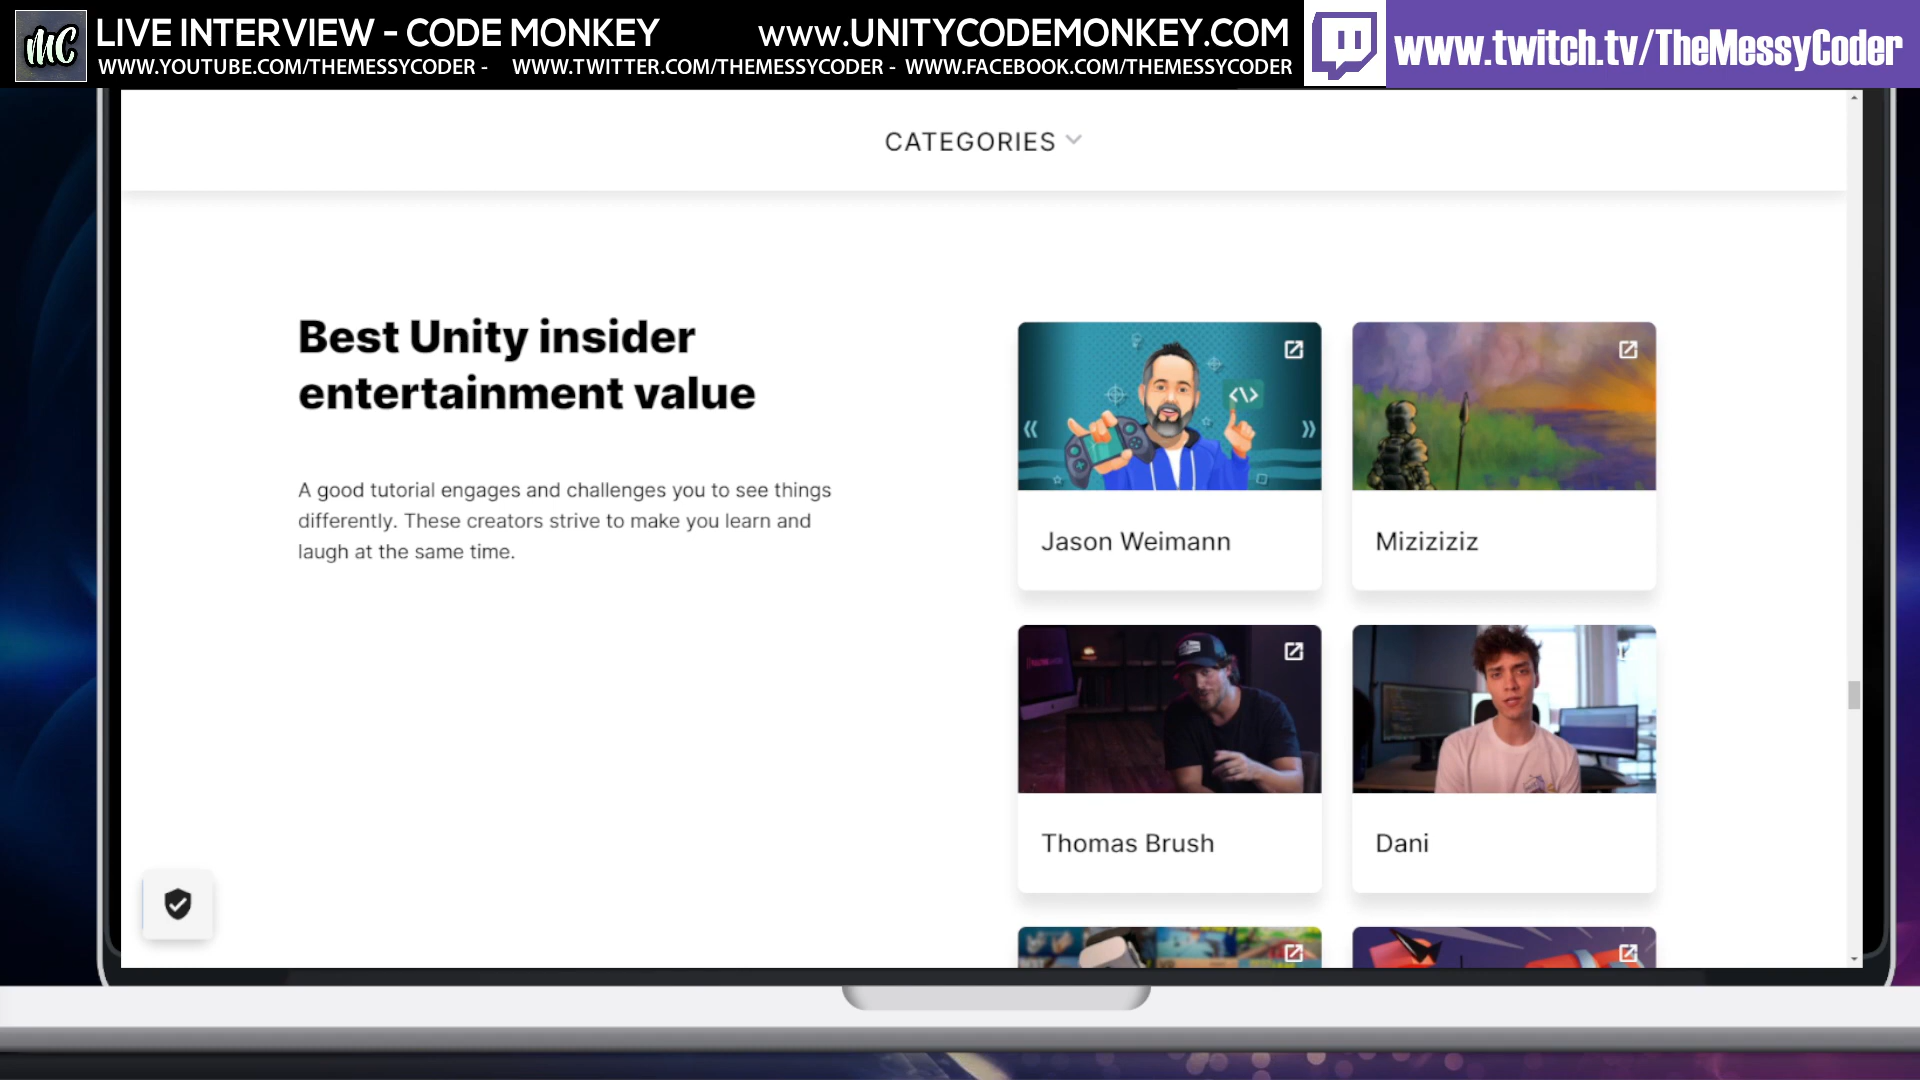 MC
LIVE INTERVIEW - CODE MONKEY
www.UNITYCODEMONKEY.COM
WWW.YOUTUBE.COM/THEMESSYCODER - WWW.TWITTER.COM/THEMESSYCODER - WWW.FACEBOOK.COM/THEMESSYCODER
www.twitch.tv/TheMessyCoder
CATEGORIES
Best Unity insider
entertainment value
A good tutorial engages and challenges you to see things
differently. These creators strive to make you learn and
laugh at the same time.
Jason Weimann
Miziziziz
Thomas Brush
Dani